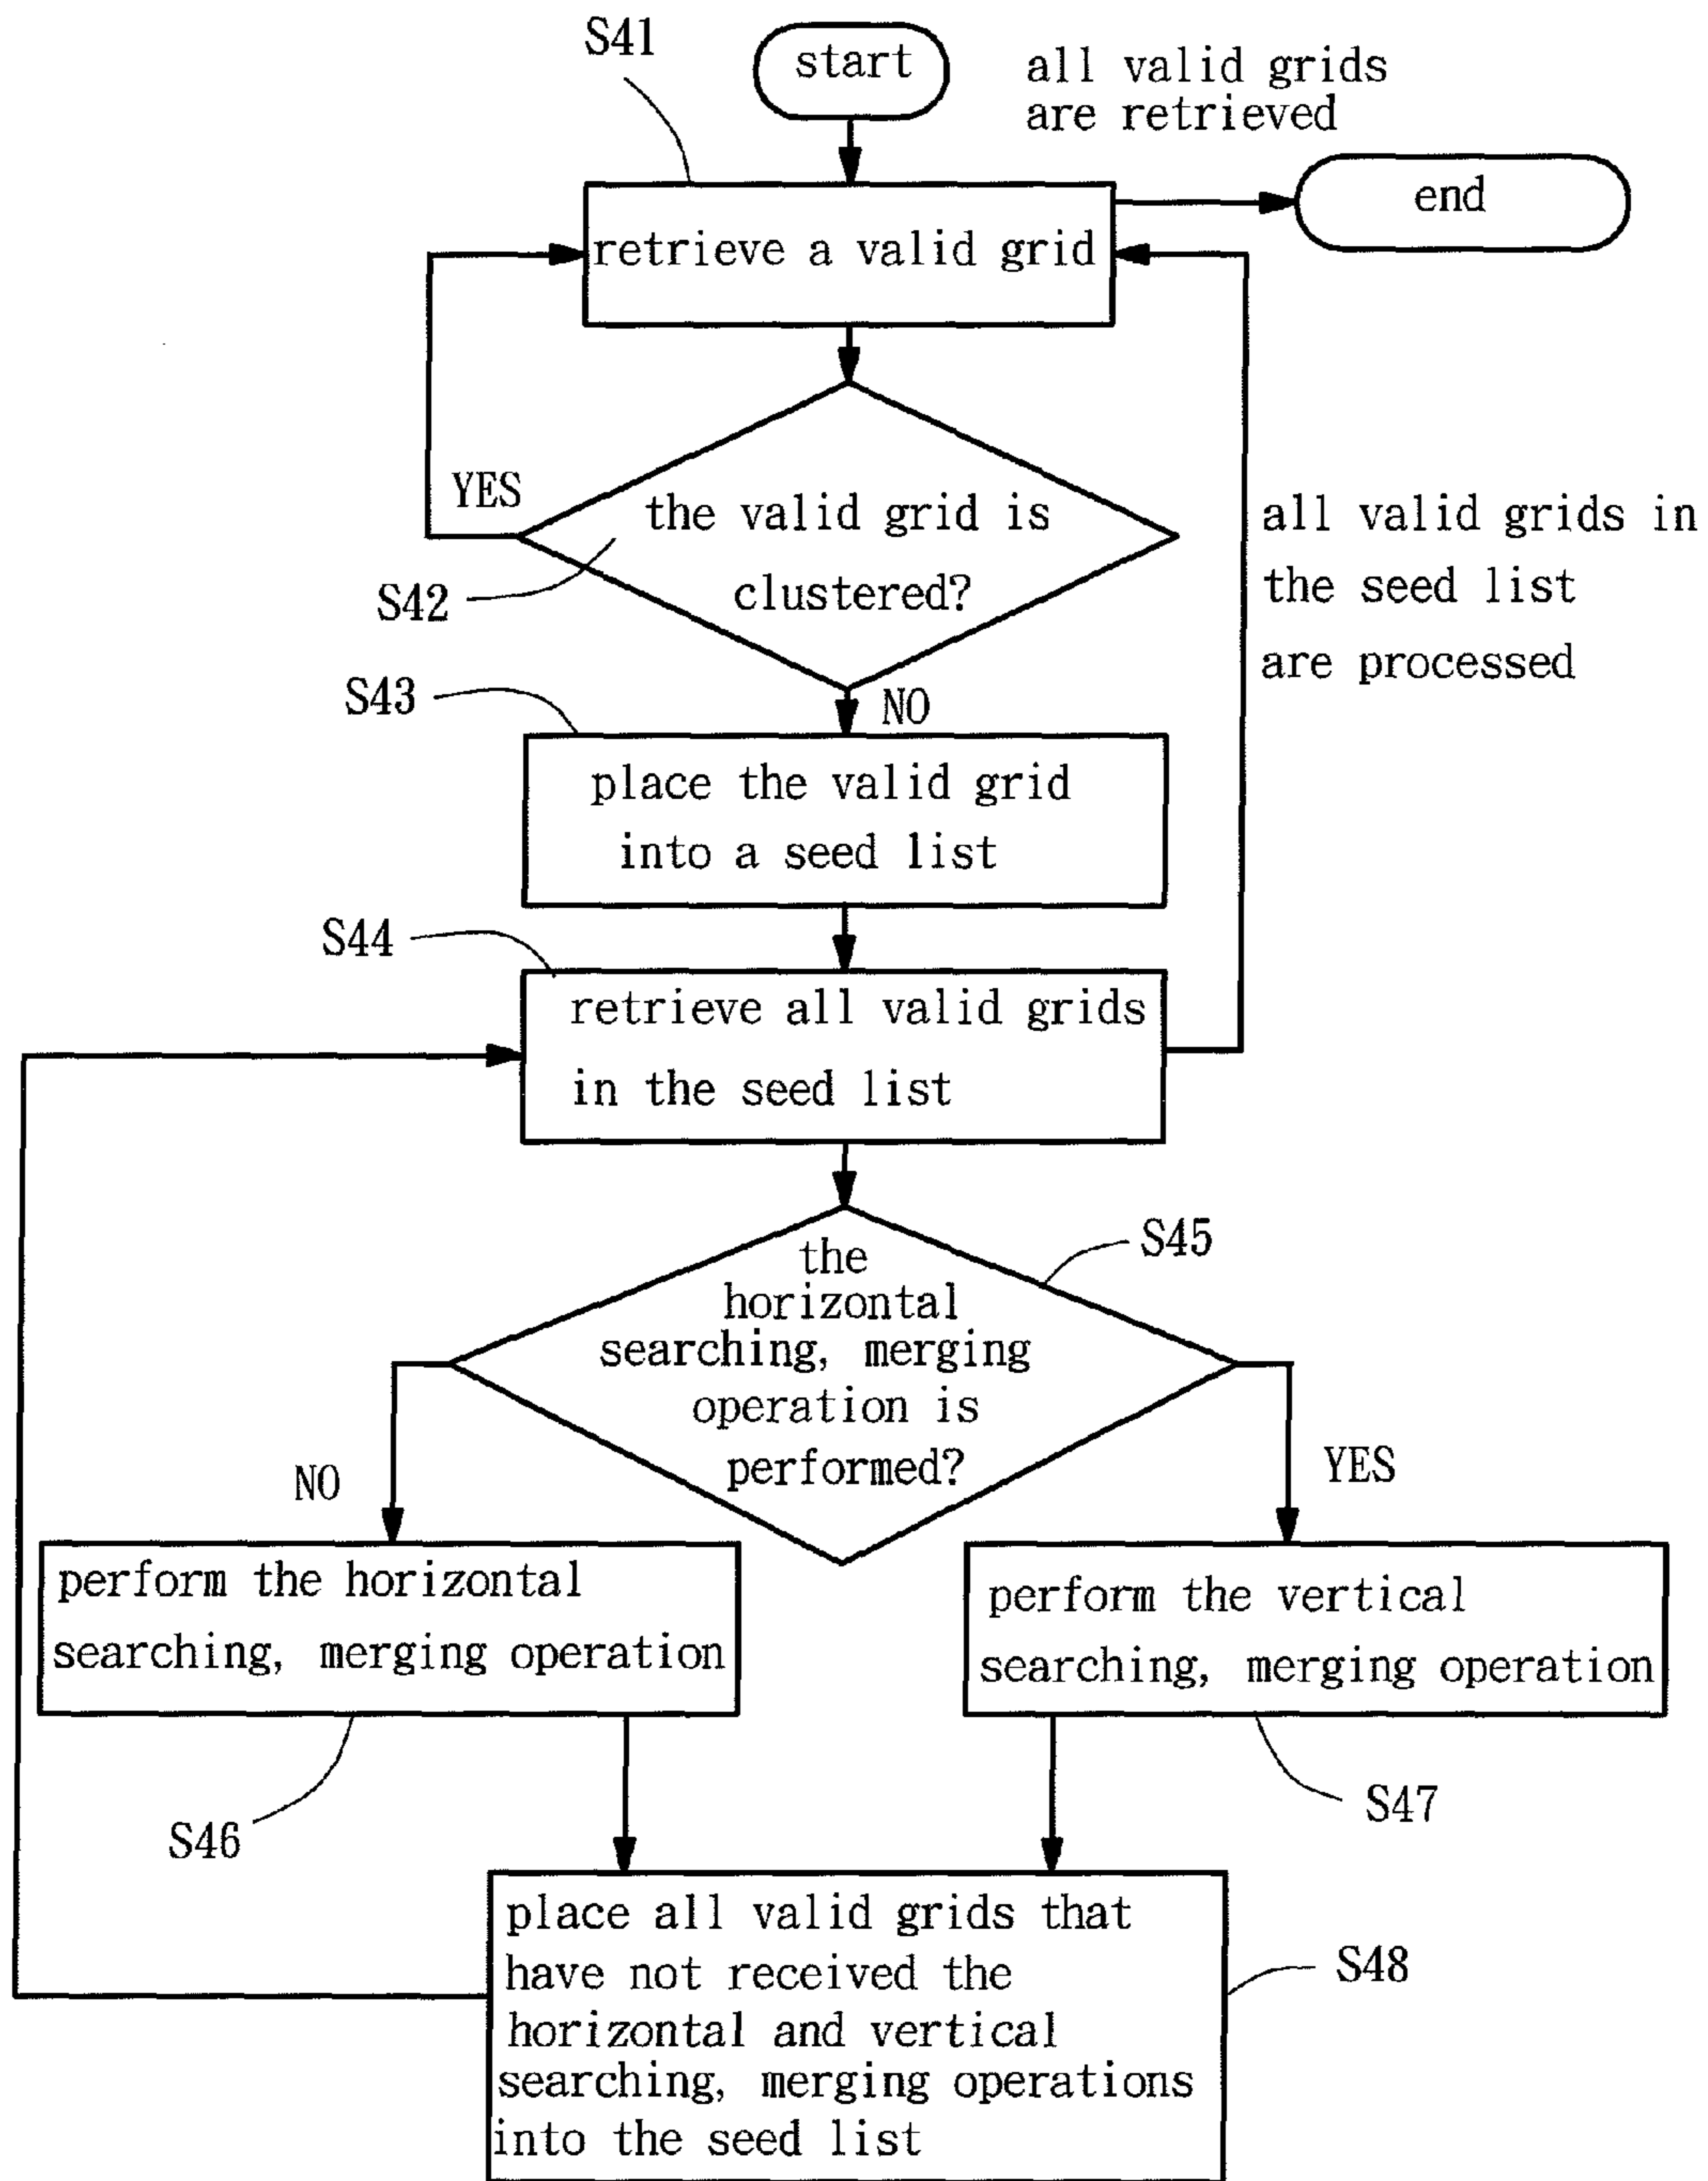 S41
start
all valid grids
are retrieved
end
retrieve a valid grid
YES
the valid grid is
clustered?
S42
all valid grids in
the seed list
are processed
S43
NO
place the valid grid
into a seed list
S44
retrieve all valid grids
in the seed list
S45
the
horizontal
searching, merging
operation is
performed?
NO
YES
perform the horizontal
searching, merging operation
perform the vertical
searching, merging operation
S46
S47
place all valid grids that
have not received the
horizontal and vertical
searching, merging operations
into the seed list
S48